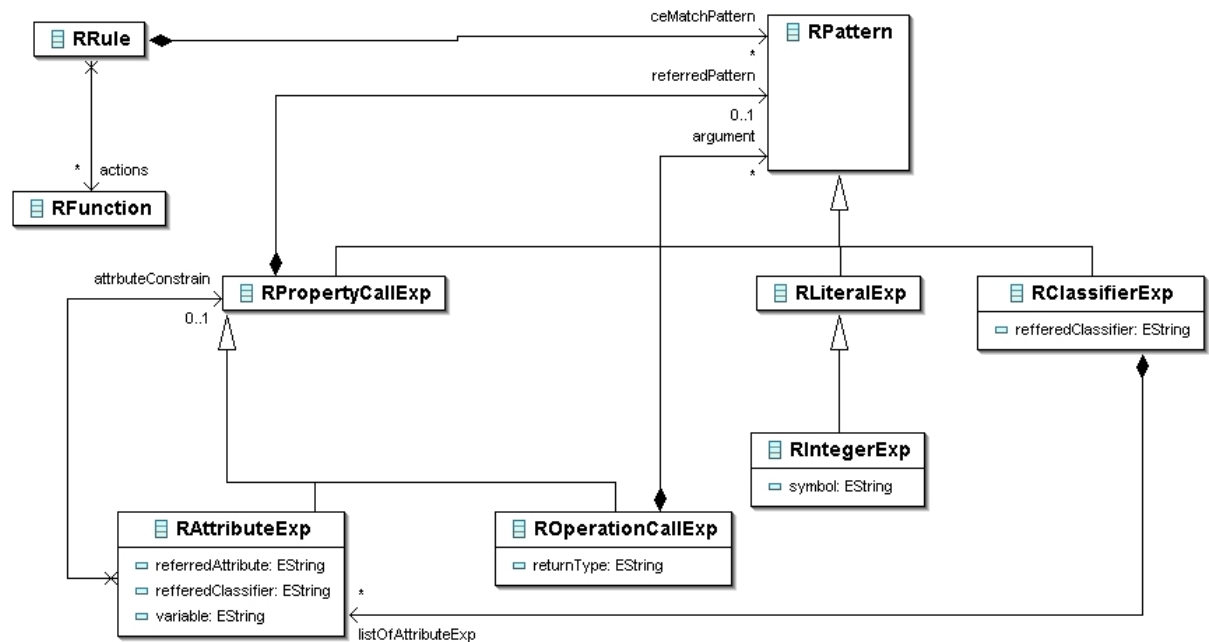 ceMatchPattern
RRule
RPattern
*
referredPattern
0..1
argument
*
* actions
RFunction
attrbuteConstrain
0..1
RPropertyCallExp
RLiteralExp
RClassifierExp
refferedClassifier: EString
RIntegerExp
symbol: EString
RAttributeExp
referredAttribute: EString
refferedClassifier: EString
variable: EString
ROperationCallExp
returnType: EString
*
listOfAttributeExp